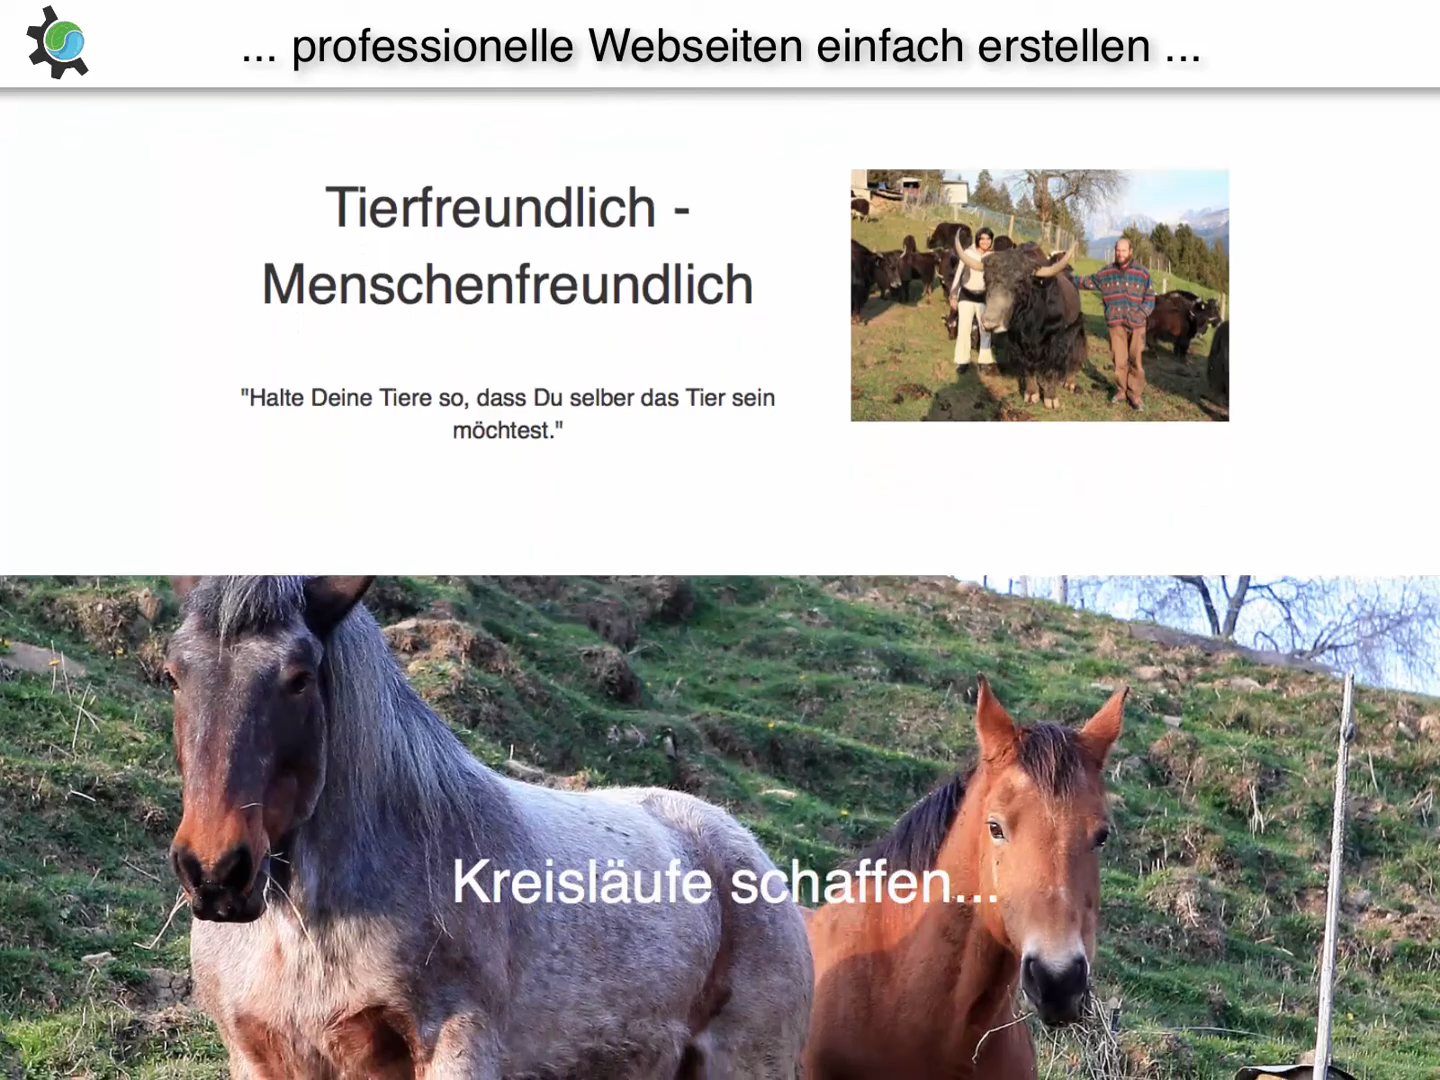 ... professionelle Webseiten einfach erstellen ...
Tierfreundlich -
Menschenfreundlich
"Halte Deine Tiere so, dass Du selber das Tier sein
möchtest."
Kreisläufe schaffen...